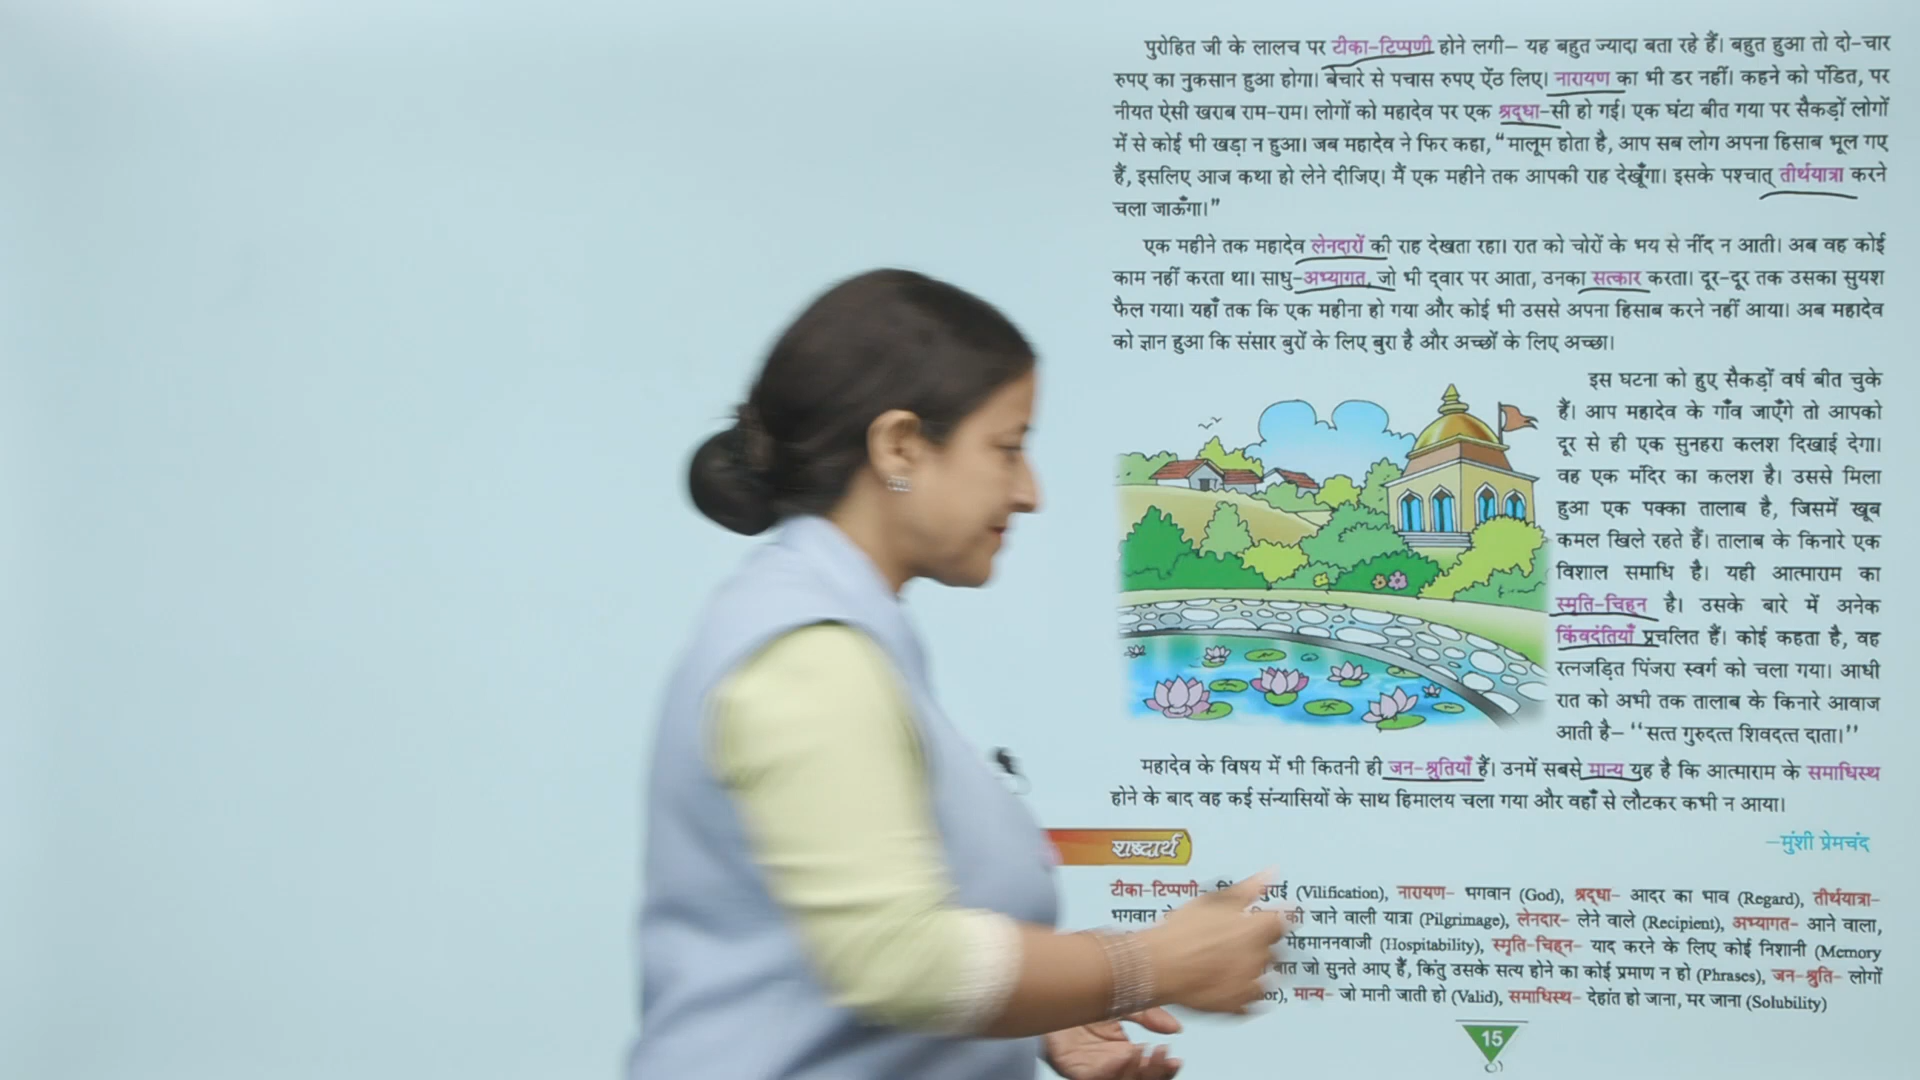 पुरोहित जी के लालच पर टीका-टिप्पणी होने लगी– यह बहुत ज्यादा बता रहे हैं। बहुत हुआ तो दो-चार
रुपए का नुकसान हुआ होगा। बेचारे से पचास रुपए ऐंठ लिए। नारायण का भी डर नहीं। कहने को पंडित, पर
नीयत ऐसी खराब राम-राम। लोगों को महादेव पर एक श्रद्धा-सी हो गई। एक घंटा बीत गया पर सैकड़ों लोगों
में से कोई भी खड़ा न हुआ। जब महादेव ने फिर कहा, “मालूम होता है, आप सब लोग अपना हिसाब भूल गए
हैं, इसलिए आज कथा हो लेने दीजिए। मैं एक महीने तक आपकी राह देखूँगा। इसके पश्चात् तीर्थयात्रा करने
चला जाऊँगा।”
एक महीने तक महादेव लेनदारों की राह देखता रहा। रात को चोरों के भय से नींद न आती। अब वह कोई
काम नहीं करता था। साधु-अभ्यागत, जो भी द्वार पर आता, उनका सत्कार करता। दूर-दूर तक उसका सुयश
फैल गया। यहाँ तक कि एक महीना हो गया और कोई भी उससे अपना हिसाब करने नहीं आया। अब महादेव
को ज्ञान हुआ कि संसार बुरों के लिए बुरा है और अच्छों के लिए अच्छा।
इस घटना को हुए सैकड़ों वर्ष बीत चुके
हैं। आप महादेव के गाँव जाएँगे तो आपको
दूर से ही एक सुनहरा कलश दिखाई देगा।
वह एक मंदिर का कलश है। उससे मिला
हुआ एक पक्का तालाब है, जिसमें खूब
कमल खिले रहते हैं। तालाब के किनारे एक
विशाल समाधि है। यही आत्माराम का
स्मृति-चिह्न है। उसके बारे में अनेक
किंवदंतियाँ प्रचलित हैं। कोई कहता है, वह
रत्नजड़ित पिंजरा स्वर्ग को चला गया। आधी
रात को अभी तक तालाब के किनारे आवाज
आती है– ‘‘सत्त गुरुदत्त शिवदत्त दाता।’’
महादेव के विषय में भी कितनी ही जन-श्रुतियाँ हैं। उनमें सबसे मान्य यह है कि आत्माराम के समाधिस्थ
होने के बाद वह कई संन्यासियों के साथ हिमालय चला गया और वहाँ से लौटकर कभी न आया।
–मुंशी प्रेमचंद
शब्दार्थ
टीका-टिप्पणी– बुराई (Vilification), नारायण– भगवान (God), श्रद्धा– आदर का भाव (Regard), तीर्थयात्रा–
भगवान की जाने वाली यात्रा (Pilgrimage), लेनदार– लेने वाले (Recipient), अभ्यागत– आने वाला,
मेहमाननवाजी (Hospitability), स्मृति-चिह्न– याद करने के लिए कोई निशानी (Memory
बात जो सुनते आए हैं, किंतु उसके सत्य होने का कोई प्रमाण न हो (Phrases), जन-श्रुति– लोगों
मान्य– जो मानी जाती हो (Valid), समाधिस्थ– देहांत हो जाना, मर जाना (Solubility)
15